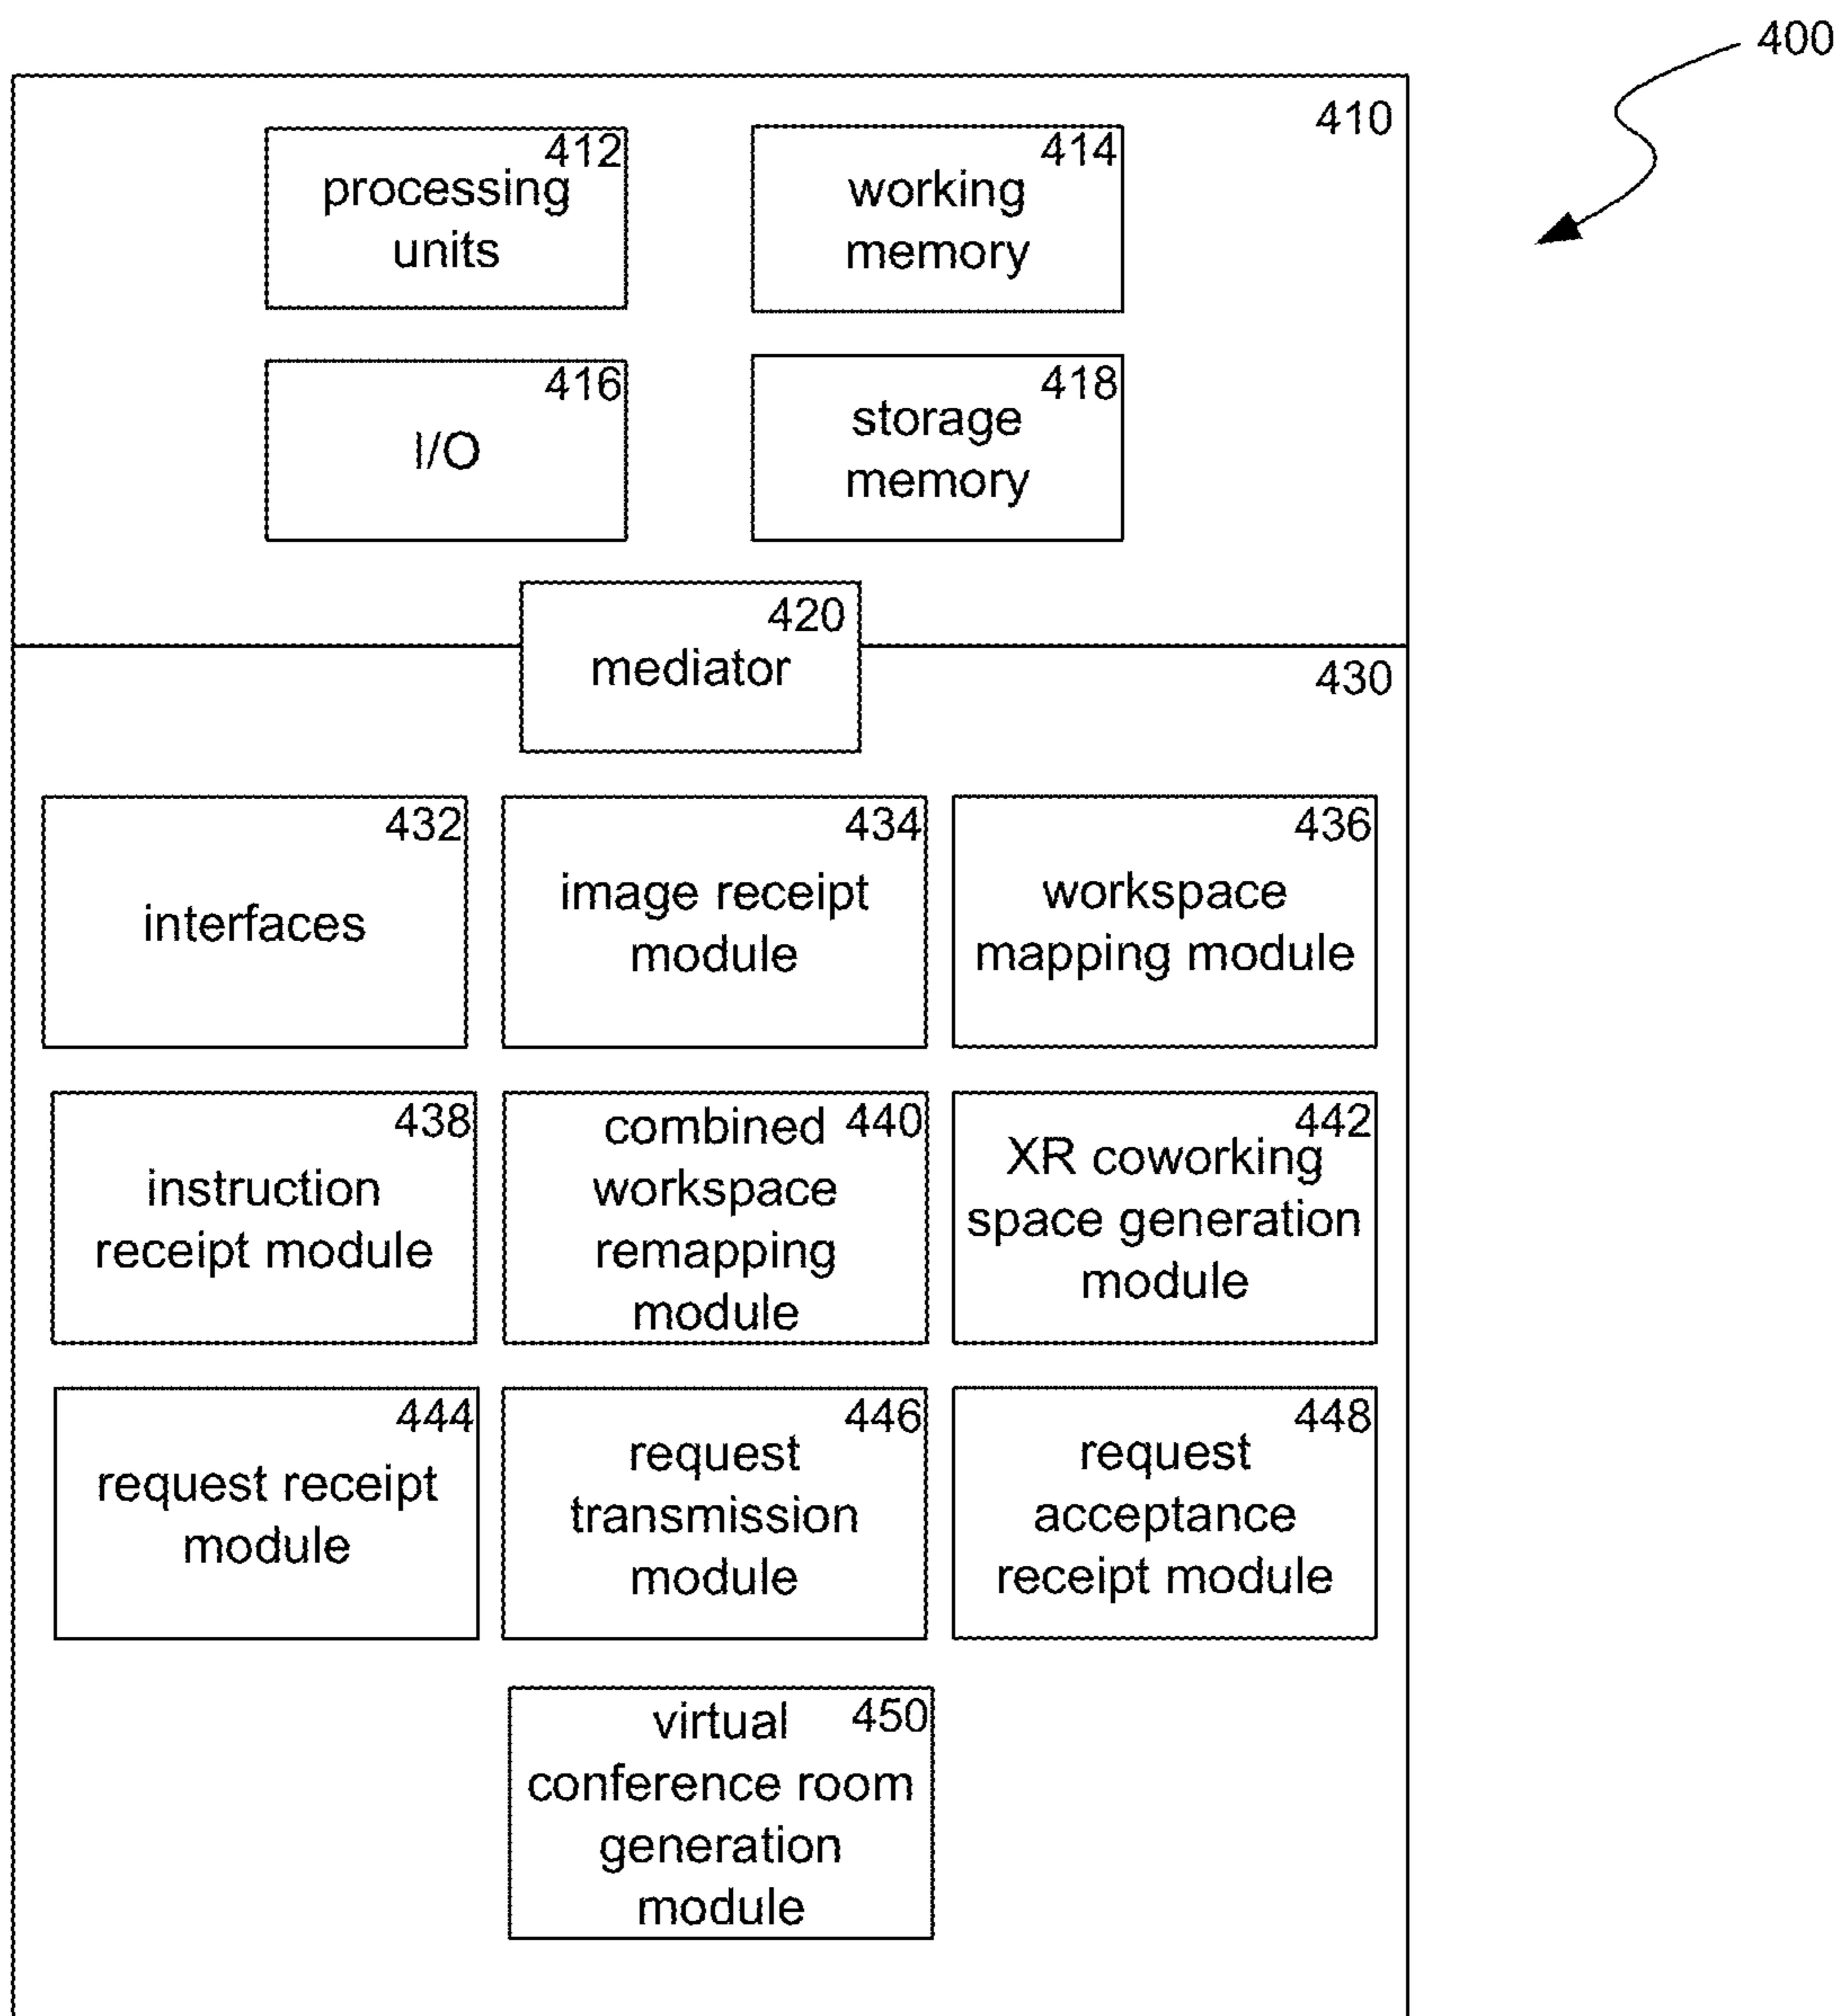 400
410
412
processing
units
414
working
memory
416
I/O
418
storage
memory
420
mediator
430
432
interfaces
434
image receipt
module
436
workspace
mapping module
438
instruction
receipt module
combined 440
workspace
remapping
module
442
XR coworking
space generation
module
444
request receipt
module
446
request
transmission
module
448
request
acceptance
receipt module
virtual 450
conference room
generation
module